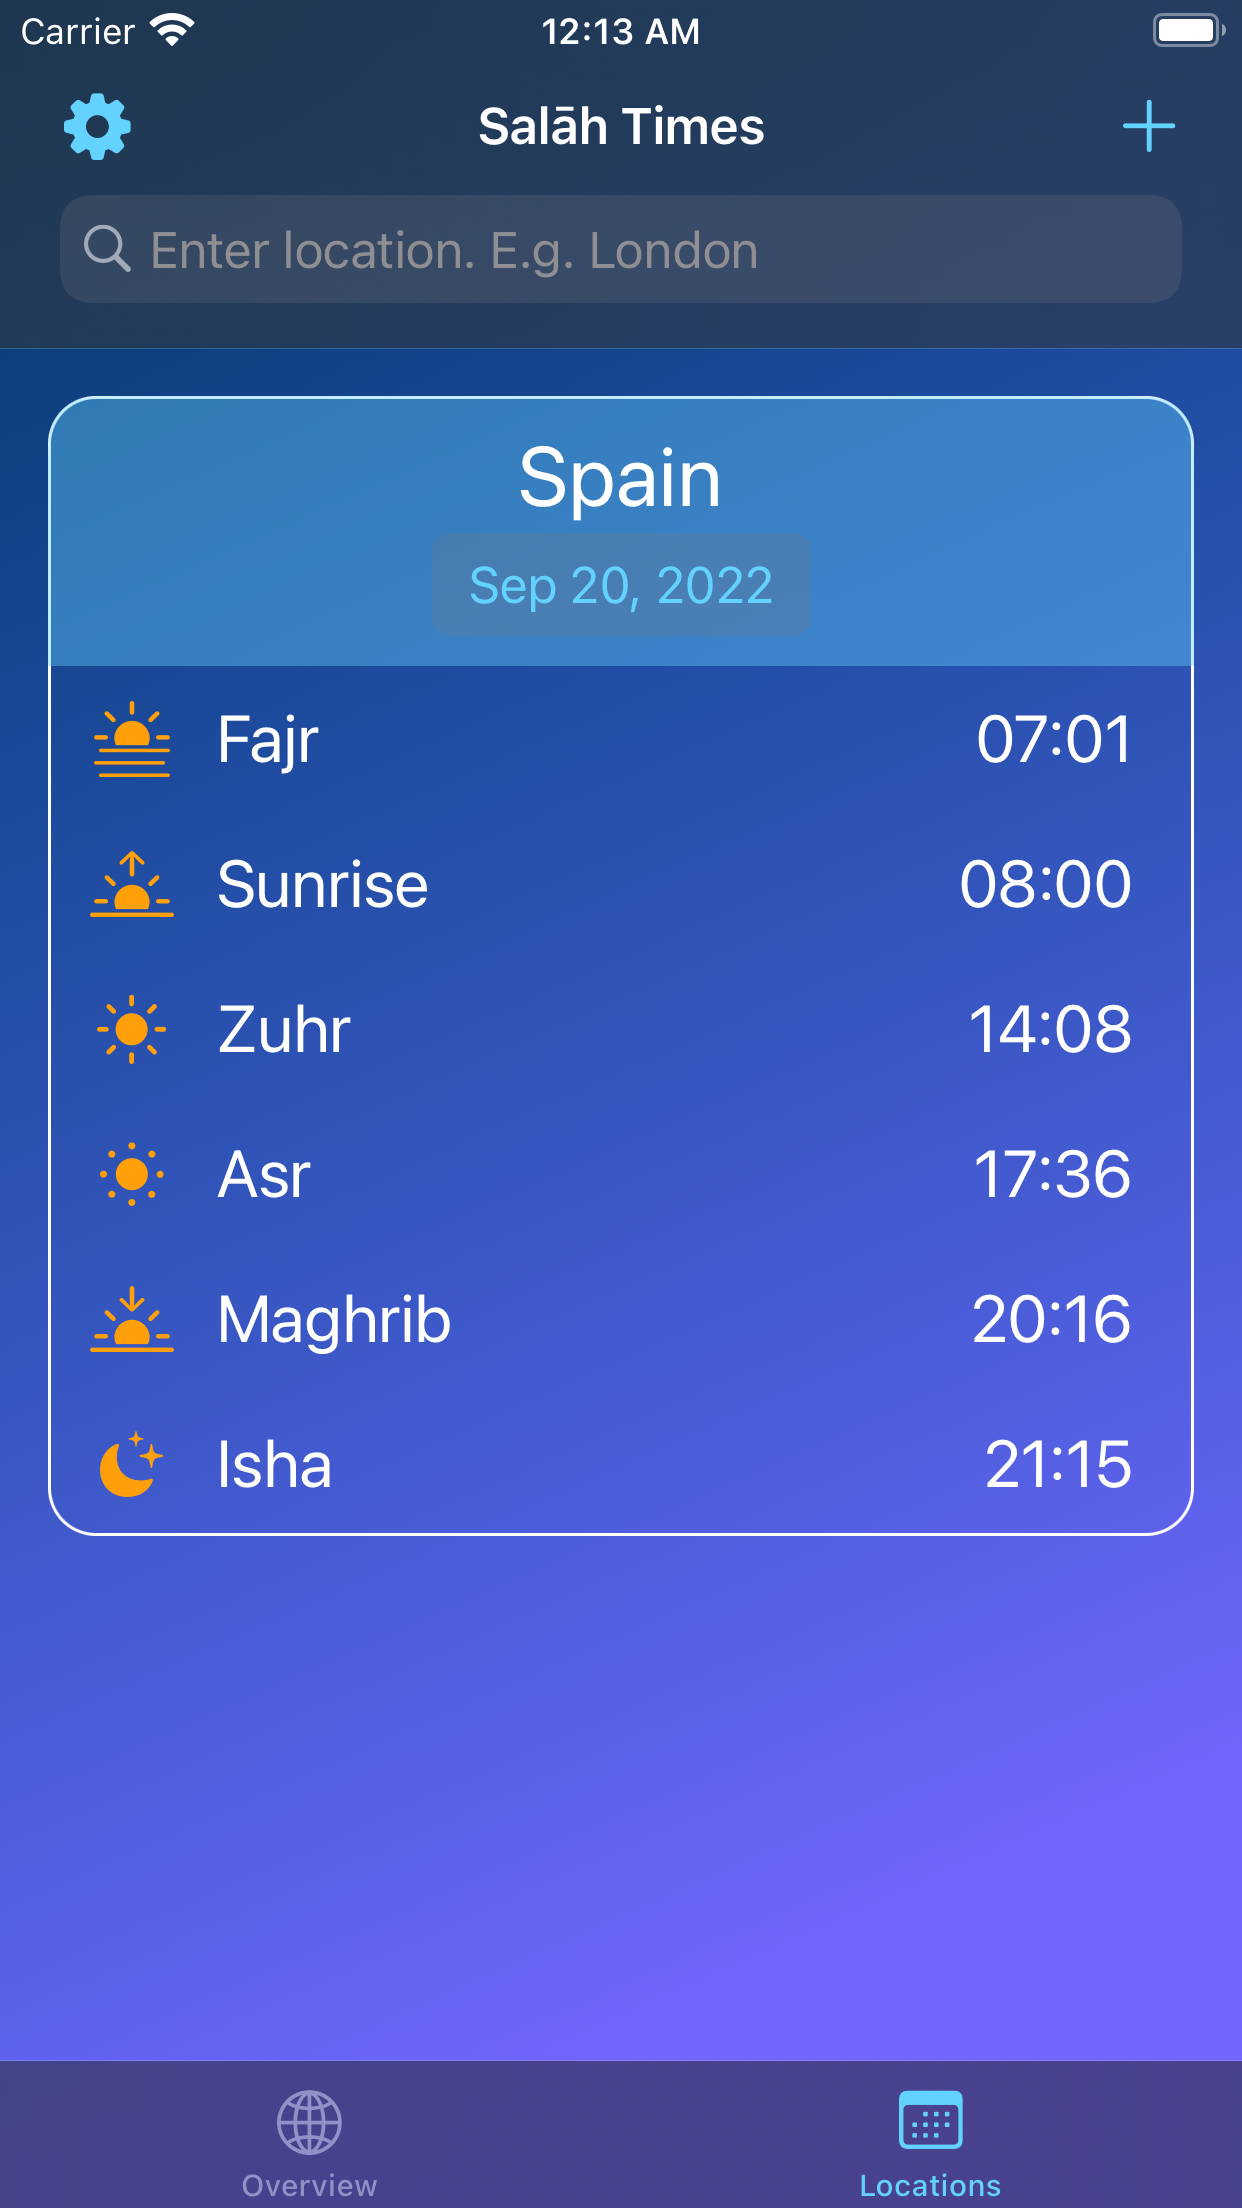 Carrier 12:13 AM
Salāh Times
Enter location. E.g. London
Spain
Sep 20, 2022
Fajr 07:01
Sunrise 08:00
Zuhr 14:08
Asr 17:36
Maghrib 20:16
Isha 21:15
Overview Locations